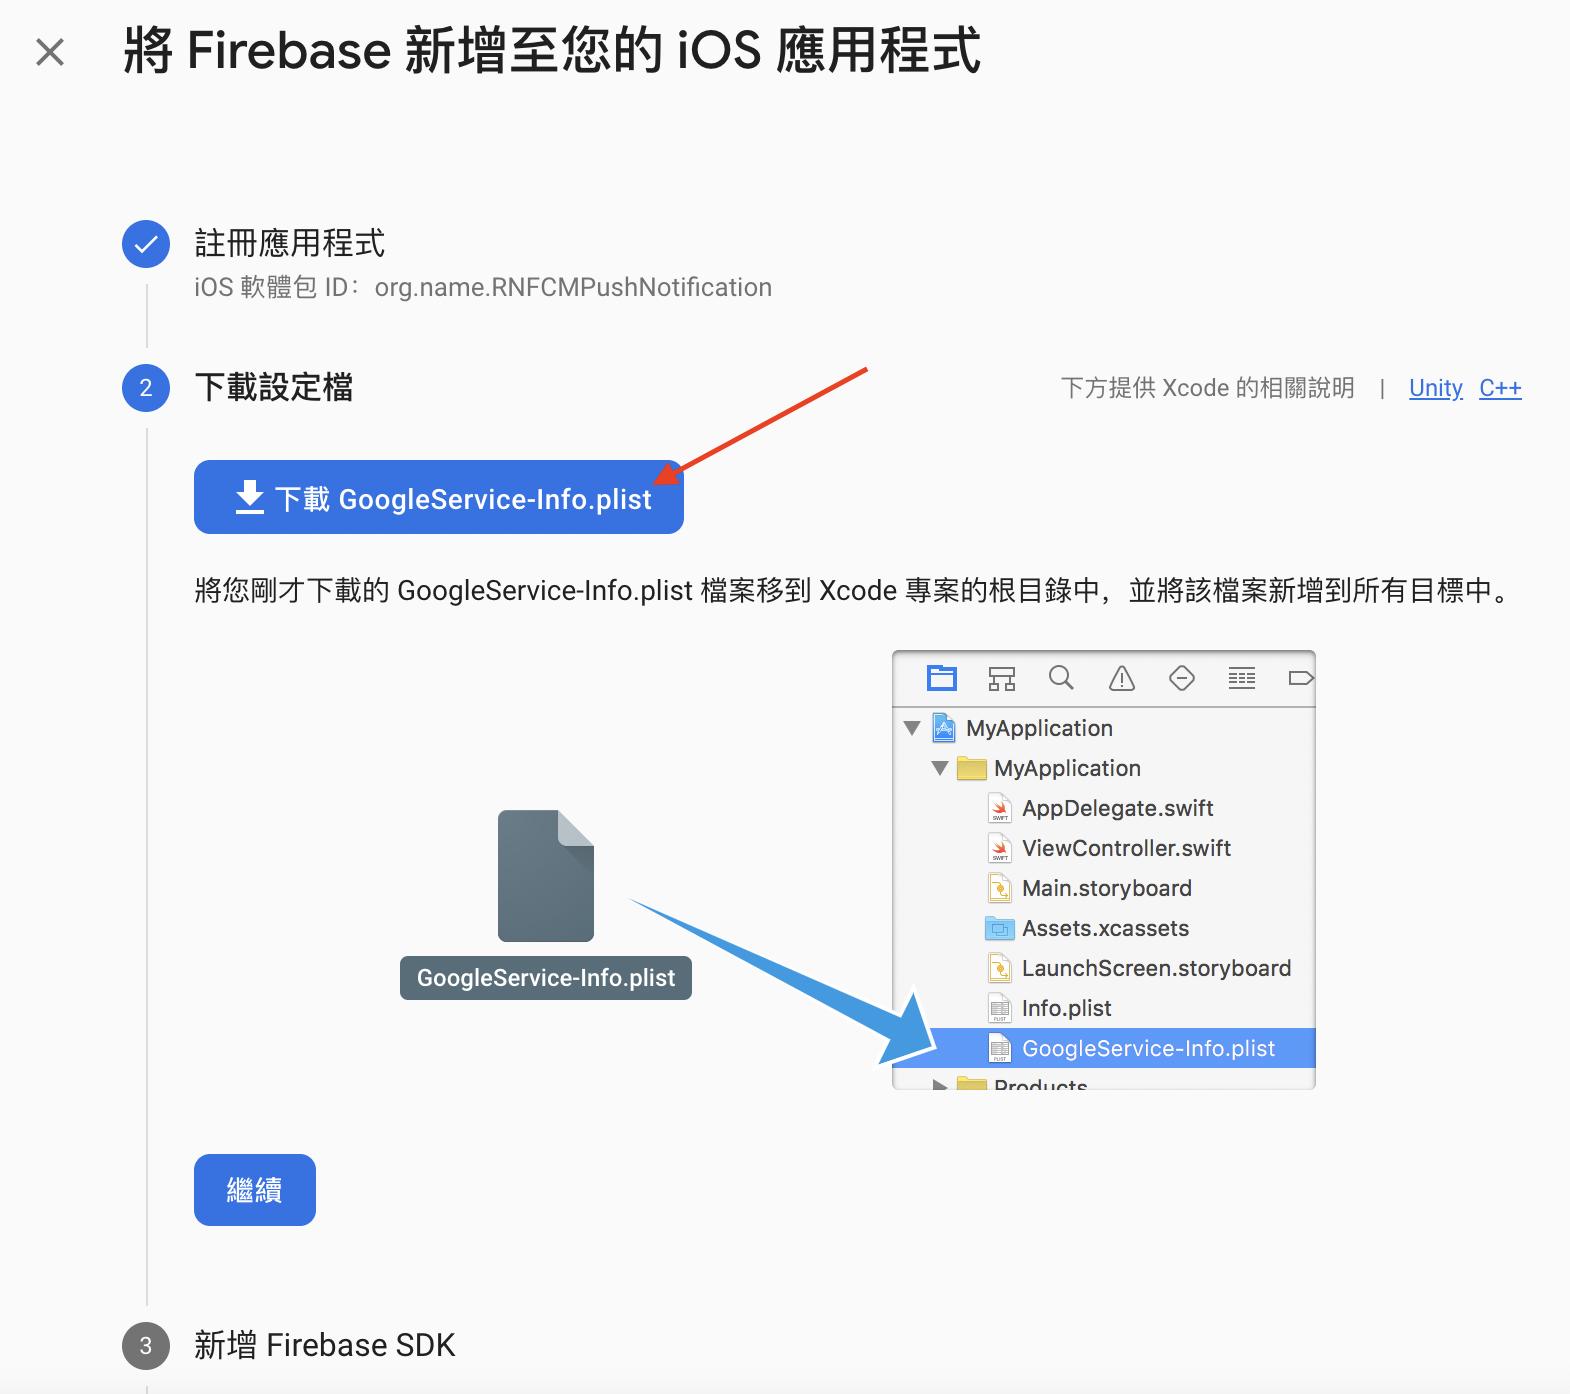 將 Firebase 新增至您的 iOS 應用程式
註冊應用程式
iOS 軟體包 ID：org.name.RNFCMPushNotification
2 下載設定檔
下方提供 Xcode 的相關說明 | Unity C++
下載 GoogleService-Info.plist
將您剛才下載的 GoogleService-Info.plist 檔案移到 Xcode 專案的根目錄中，並將該檔案新增到所有目標中。
GoogleService-Info.plist
MyApplication
MyApplication
AppDelegate.swift
ViewController.swift
Main.storyboard
Assets.xcassets
LaunchScreen.storyboard
Info.plist
GoogleService-Info.plist
Products
繼續
3 新增 Firebase SDK